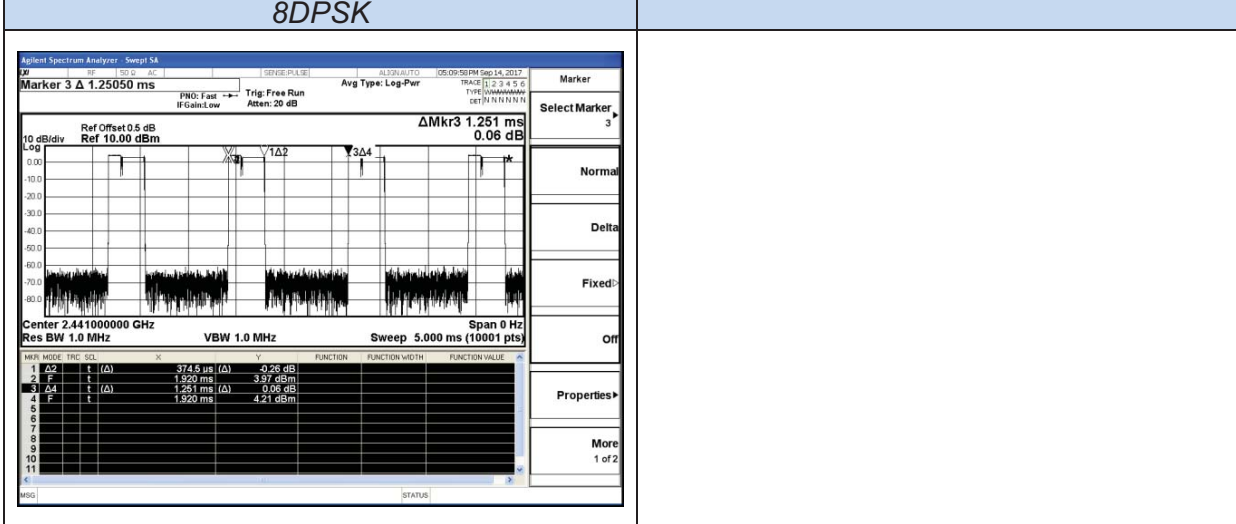 8DPSK
Agilent Spectrum Analyzer - Swept SA
LXI RF 50 Ω AC SENSE:PULSE ALIGN AUTO 05:09:58 PM Sep 14, 2017
Marker 3 Δ 1.25050 ms
PNO: Fast Trig: Free Run Avg Type: Log-Pwr TRACE 1 2 3 4 5 6
IFGain:Low Atten: 20 dB TYPE
DET N N N N N N
ΔMkr3 1.251 ms
0.06 dB
Ref Offset 0.5 dB
10 dB/div Ref 10.00 dBm
Log
1Δ2 3Δ4
0.00
-10.0
-20.0
-30.0
-40.0
-50.0
-60.0
-70.0
-80.0
Center 2.441000000 GHz Span 0 Hz
Res BW 1.0 MHz VBW 1.0 MHz Sweep 5.000 ms (10001 pts)
MKR MODE TRC SCL X Y FUNCTION FUNCTION WIDTH FUNCTION VALUE
1 Δ2 t (Δ) 374.5 µs (Δ) -0.26 dB
2 F t 1.920 ms 3.97 dBm
3 Δ4 t (Δ) 1.251 ms (Δ) 0.06 dB
4 F t 1.920 ms 4.21 dBm
5
6
7
8
9
10
11
MSG STATUS
Marker
Select Marker
3
Normal
Delta
Fixed
Off
Properties
More
1 of 2